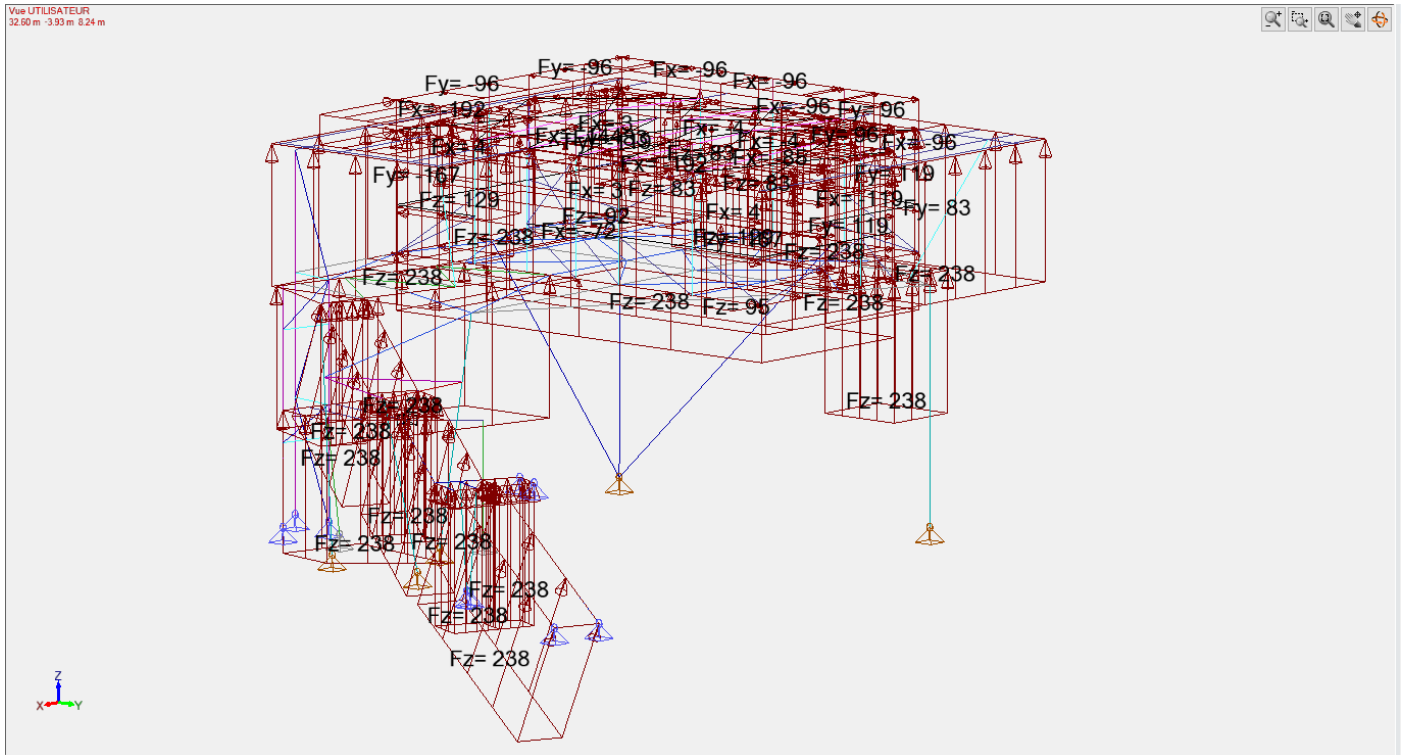 Vue UTILISATEUR
32.60 m -3.93 m 8.24 m
Fy= -96
Fx= -96
Fy= -96
Fx= -96
Fx= -192
Fx= -96
Fy= 96
Fx= 3
Fx= -4
Fx= -96
Fx= 4
Fx= -4
Fy= -167
Fy= 119
Fz= 129
Fx= 3
Fz= 83
Fz= 83
Fx= -119
Fy= 83
Fz= 92
Fx= 4
Fz= 238
Fx= -72
Fy= 119
Fz= 238
Fz= 238
Fz= 238
Fz= 238
Fz= 95
Fz= 238
Fz= 238
Fz= 238
Fz= 238
Fz= 238
Fz= 238
Fz= 238
Fz= 238
Fz= 238
Fz= 238
Fz= 238
Z
X
Y